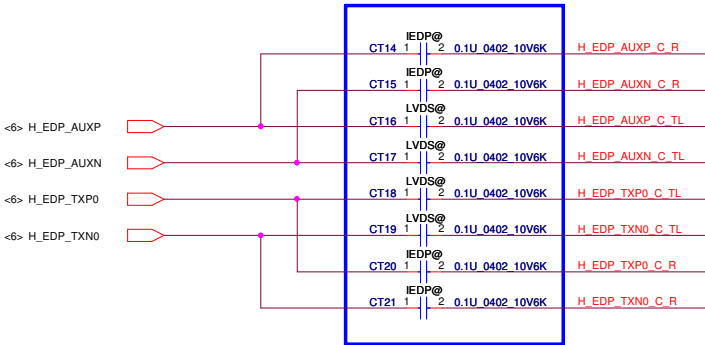 IEDP@
CT14 1 2 0.1U_0402_10V6K H_EDP_AUXP_C_R
IEDP@
CT15 1 2 0.1U_0402_10V6K H_EDP_AUXN_C_R
LVDS@
<6> H_EDP_AUXP CT16 1 2 0.1U_0402_10V6K H_EDP_AUXP_C_TL
LVDS@
<6> H_EDP_AUXN CT17 1 2 0.1U_0402_10V6K H_EDP_AUXN_C_TL
LVDS@
<6> H_EDP_TXP0 CT18 1 2 0.1U_0402_10V6K H_EDP_TXP0_C_TL
LVDS@
<6> H_EDP_TXN0 CT19 1 2 0.1U_0402_10V6K H_EDP_TXN0_C_TL
IEDP@
CT20 1 2 0.1U_0402_10V6K H_EDP_TXP0_C_R
IEDP@
CT21 1 2 0.1U_0402_10V6K H_EDP_TXN0_C_R